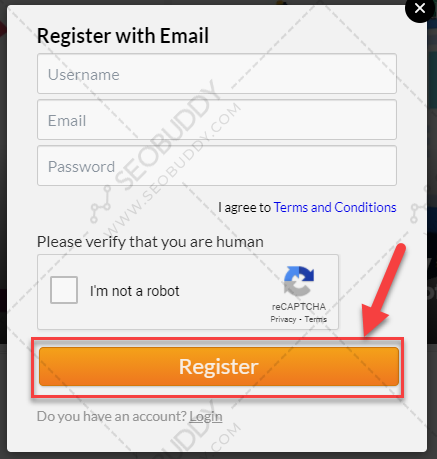 Register with Email
Username
Email
Password
I agree to Terms and Conditions
Please verify that you are human
I'm not a robot
reCAPTCHA
Privacy - Terms
Register
Do you have an account? Login
SEOBUDDY
WWW.SEOBUDDY.COM